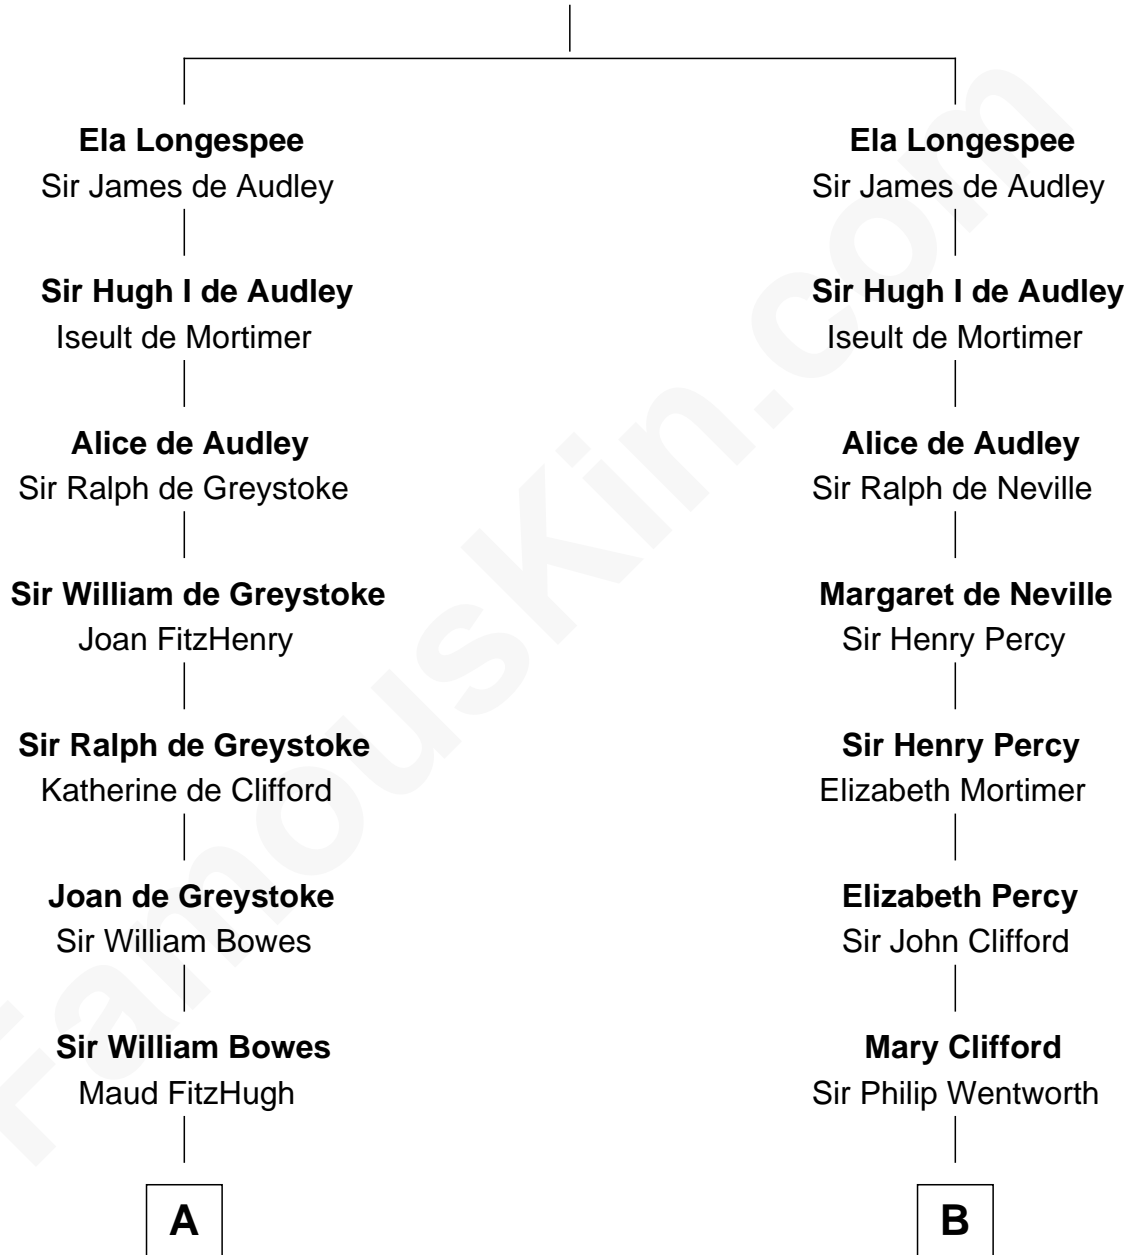 Ela Longespee
Sir James de Audley
Sir Hugh I de Audley
Iseult de Mortimer
Alice de Audley
Sir Ralph de Greystoke
Sir William de Greystoke
Joan FitzHenry
Sir Ralph de Greystoke
Katherine de Clifford
Joan de Greystoke
Sir William Bowes
Sir William Bowes
Maud FitzHugh
A
Ela Longespee
Sir James de Audley
Sir Hugh I de Audley
Iseult de Mortimer
Alice de Audley
Sir Ralph de Neville
Margaret de Neville
Sir Henry Percy
Sir Henry Percy
Elizabeth Mortimer
Elizabeth Percy
Sir John Clifford
Mary Clifford
Sir Philip Wentworth
B
FamousKin.com